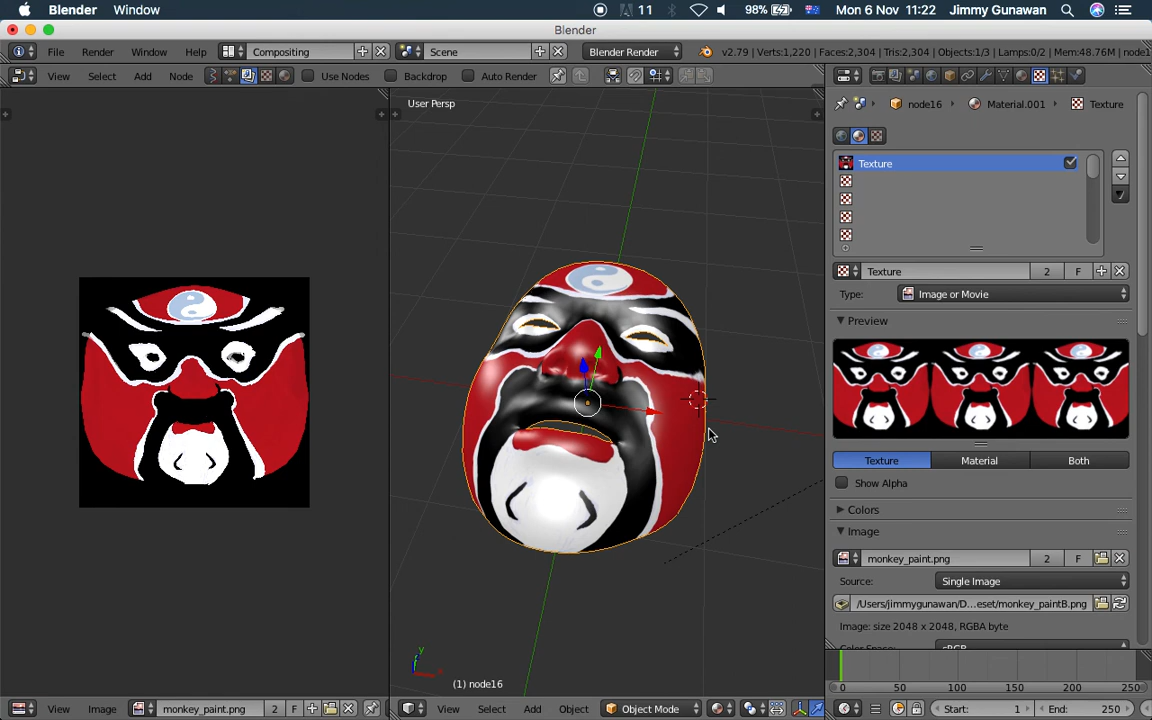 Blender Window 11 98% Mon 6 Nov 11:22 Jimmy Gunawan
Blender
File Render Window Help Compositing Scene Blender Render v2.79 | Verts:1,220 | Faces:2,304 | Tris:2,304 | Objects:1/3 | Lamps:0/2 | Mem:48.76M | node1
View Select Add Node Use Nodes Backdrop Auto Render
User Persp
node16 Material.001 Texture
Texture
Texture 2 F
Type: Image or Movie
Preview
Texture Material Both
Show Alpha
Colors
Image
monkey_paint.png 2 F
Source: Single Image
/Users/jimmygunawan/D...eset/monkey_paintB.png
Image: size 2048 x 2048, RGBA byte
y
x
(1) node16
0 50 100 150 200 250
View Image monkey_paint.png 2 F View Select Add Object Object Mode Start: 1 End: 250